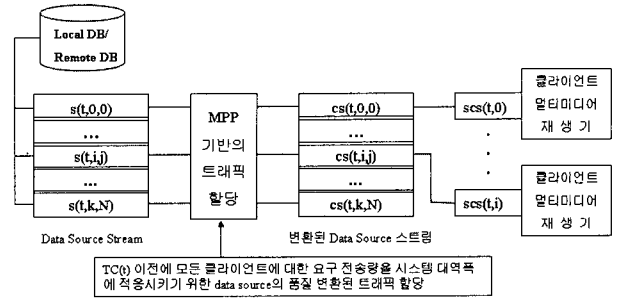 Local DB/
Remote DB
s(t,0,0)
...
s(t,i,j)
...
s(t,k,N)
Data Source Stream
MPP
기반의
트래픽
할당
cs(t,0,0)
...
cs(t,i,j)
...
cs(t,k,N)
변환된 Data Source 스트림
scs(t,0)
.
.
.
scs(t,i)
클라이언트
멀티미디어
재생기
클라이언트
멀티미디어
재생기
TC(t) 이전에 모든 클라이언트에 대한 요구 전송량을 시스템 대역폭
에 적응시키기 위한 data source의 품질 변환된 트래픽 할당